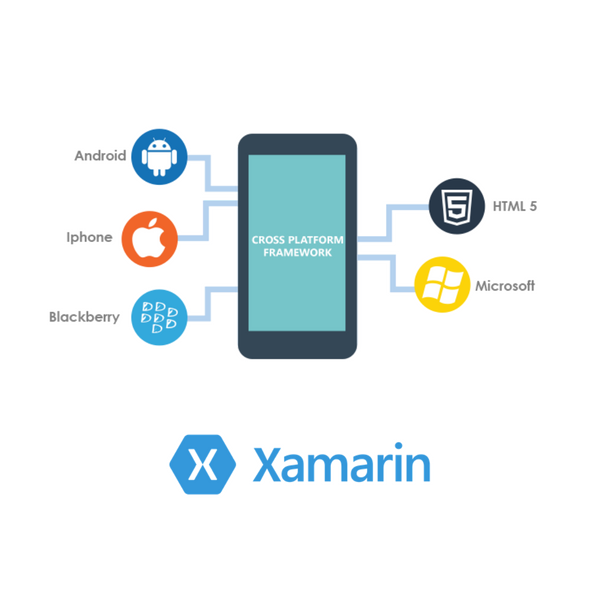 Android
Iphone
Blackberry
CROSS PLATFORM
FRAMEWORK
HTML 5
Microsoft
Xamarin